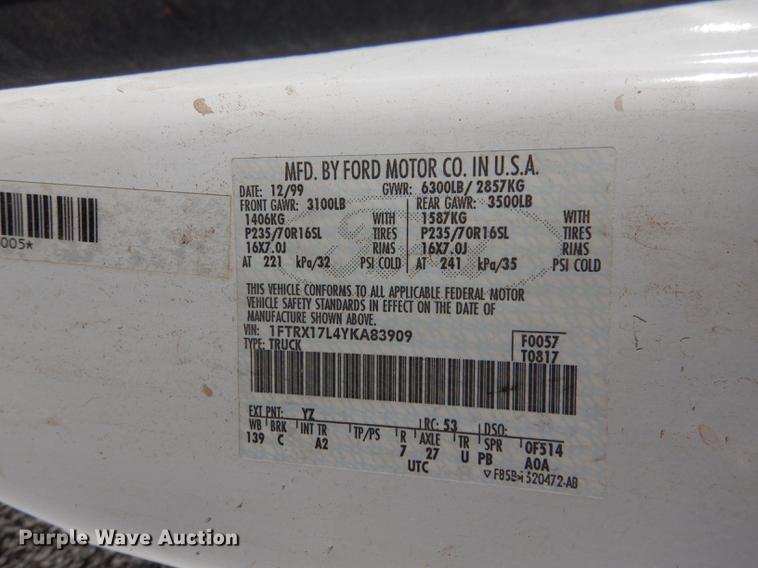 MFD. BY FORD MOTOR CO. IN U.S.A.
DATE: 12/99 GVWR: 6300LB/ 2857KG
FRONT GAWR: 3100LB REAR GAWR: 3500LB
1406KG WITH 1587KG WITH
P235/70R16SL TIRES P235/70R16SL TIRES
16X7.0J RIMS 16X7.0J RIMS
AT 221 kPa/32 PSI COLD AT 241 kPa/35 PSI COLD
THIS VEHICLE CONFORMS TO ALL APPLICABLE FEDERAL MOTOR
VEHICLE SAFETY STANDARDS IN EFFECT ON THE DATE OF
MANUFACTURE SHOWN ABOVE.
VIN: 1FTRX17L4YKA83909 F0057
TYPE: TRUCK T0817
EXT PNT: YZ RC: 53 DSO:
WB BRK INT TR TP/PS R AXLE TR SPR 0F514
139 C A2 7 27 U PB A0A
UTC
520472-AB
005*
Purple Wave Auction